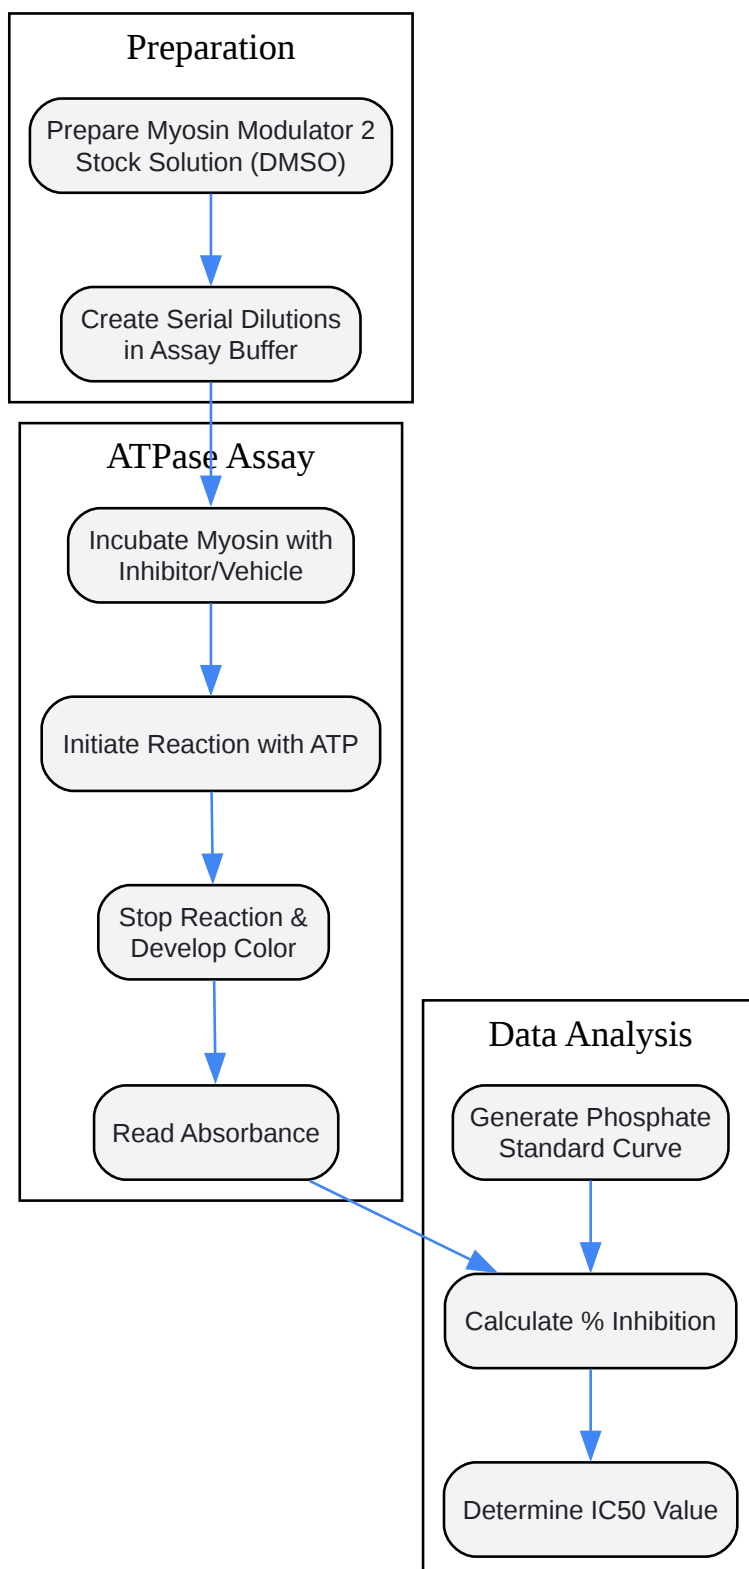 Preparation
Prepare Myosin Modulator 2
Stock Solution (DMSO)
Create Serial Dilutions
in Assay Buffer
ATPase Assay
Incubate Myosin with
Inhibitor/Vehicle
Initiate Reaction with ATP
Stop Reaction &
Develop Color
Read Absorbance
Data Analysis
Generate Phosphate
Standard Curve
Calculate % Inhibition
Determine IC50 Value